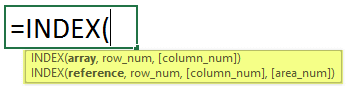 =INDEX(
INDEX(array, row_num, [column_num])
INDEX(reference, row_num, [column_num], [area_num])